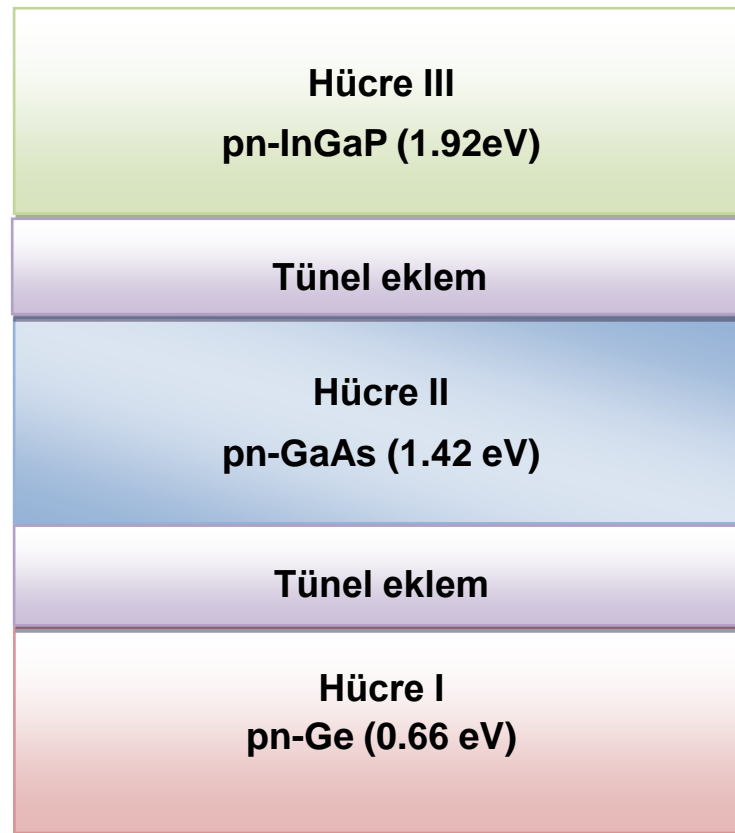 Hücre III
pn-InGaP (1.92eV)
Tünel eklem
Hücre II
pn-GaAs (1.42 eV)
Tünel eklem
Hücre I
pn-Ge (0.66 eV)